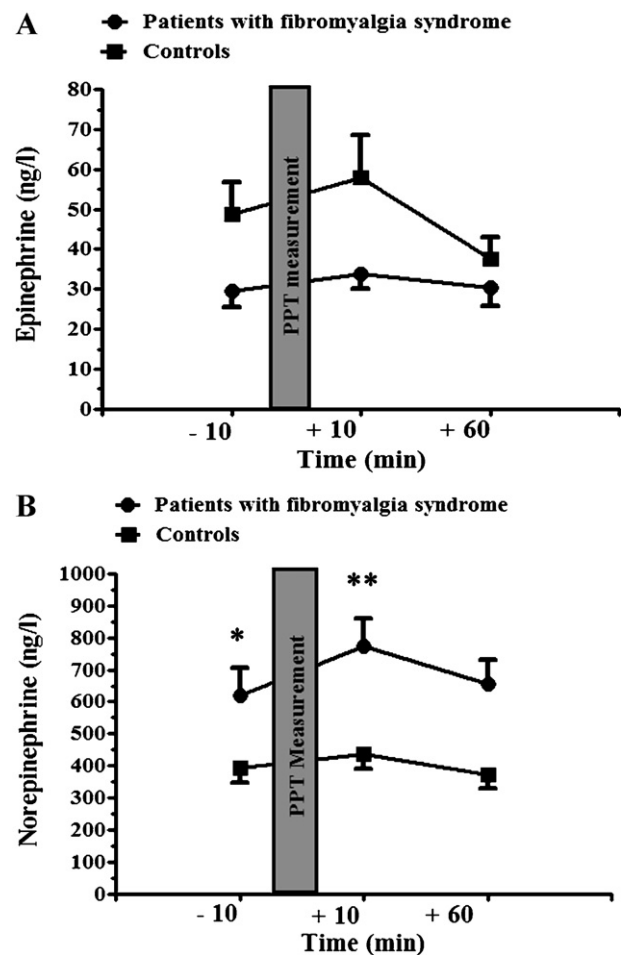 A
Patients with fibromyalgia syndrome
Controls
80
70
60
50
40
30
20
10
0
Epinephrine (ng/l)
PPT measurement
- 10
+ 10
+ 60
Time (min)
B
Patients with fibromyalgia syndrome
Controls
1000
900
800
700
600
500
400
300
200
100
0
Norepinephrine (ng/l)
PPT Measurement
*
**
- 10
+ 10
+ 60
Time (min)